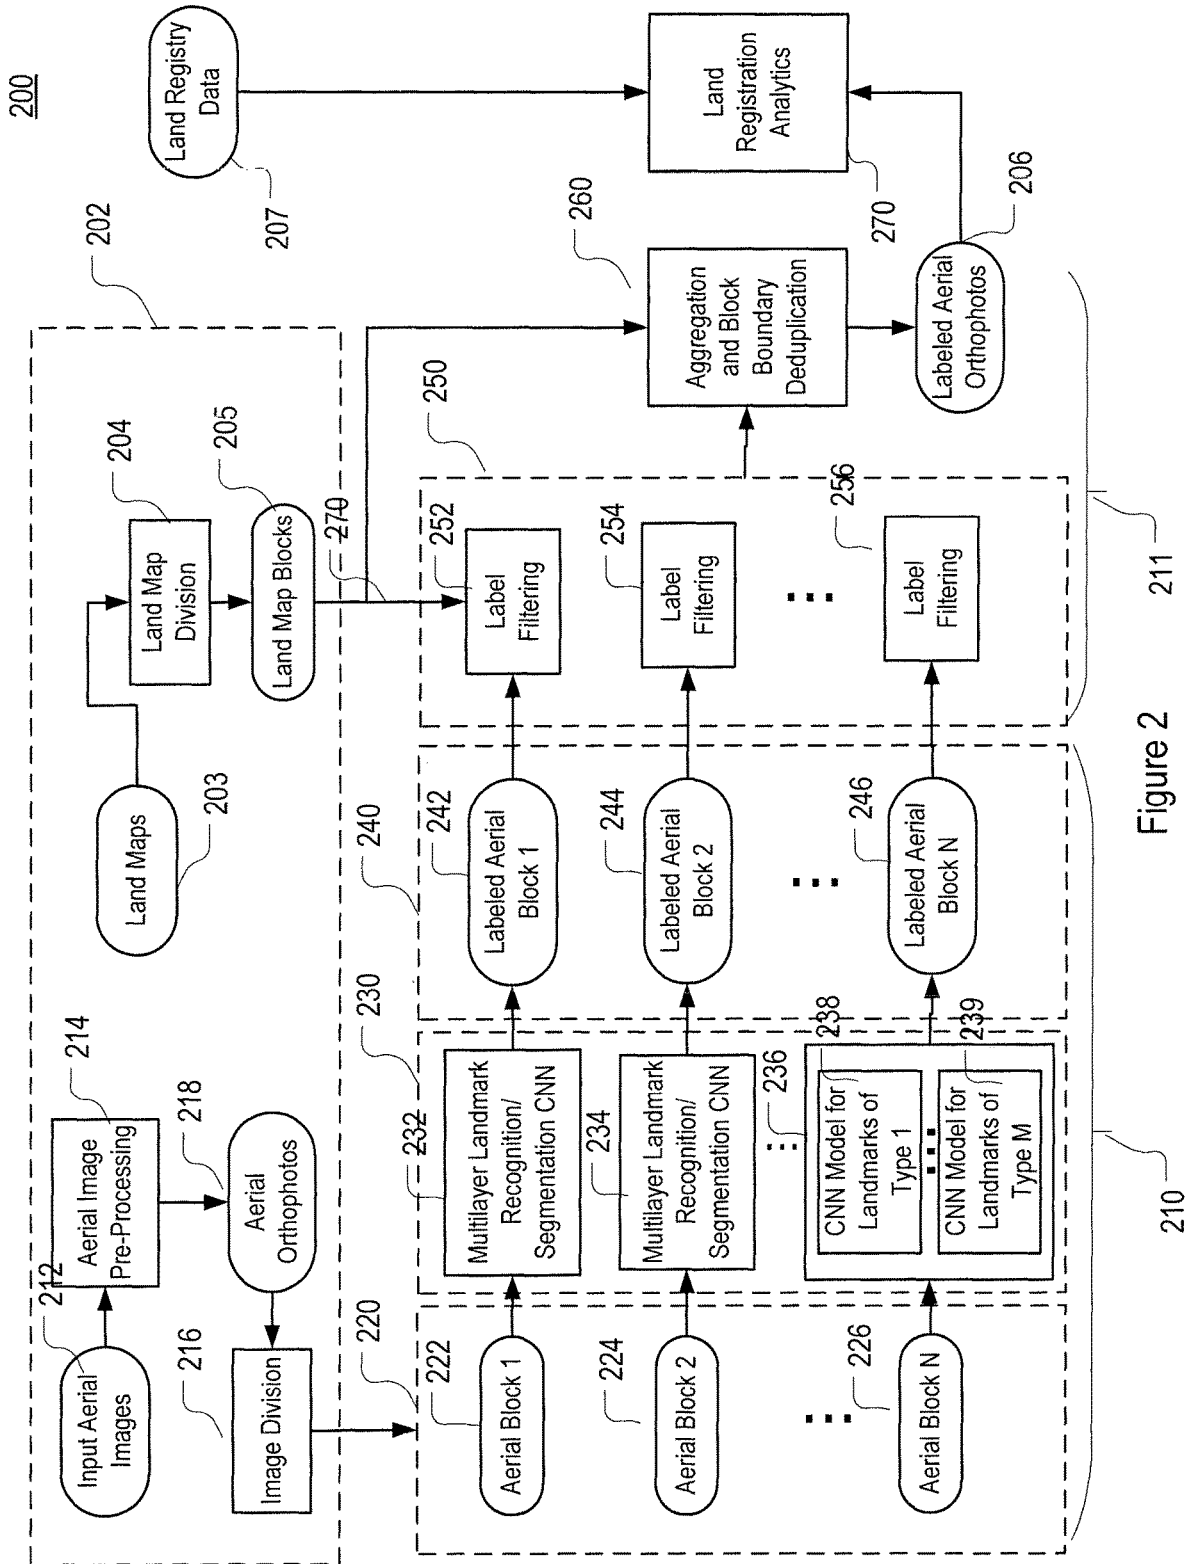 200
202
Input Aerial
Images
212
Aerial Image
Pre-Processing
214
218
Aerial
Orthophotos
216
Image Division
Land Maps
203
Land Map
Division
204
Land Map Blocks
205
270
Land Registry
Data
207
220
Aerial Block 1
222
Aerial Block 2
224
Aerial Block N
226
230
Multilayer Landmark
Recognition/
Segmentation CNN
232
Multilayer Landmark
Recognition/
Segmentation CNN
234
236
CNN Model for
Landmarks of
Type 1
238
CNN Model for
Landmarks of
Type M
239
240
Labeled Aerial
Block 1
242
Labeled Aerial
Block 2
244
Labeled Aerial
Block N
246
250
Label
Filtering
252
Label
Filtering
254
Label
Filtering
256
Aggregation
and Block
Boundary
Deduplication
260
Labeled Aerial
Orthophotos
206
Land
Registration
Analytics
270
210
211
Figure 2